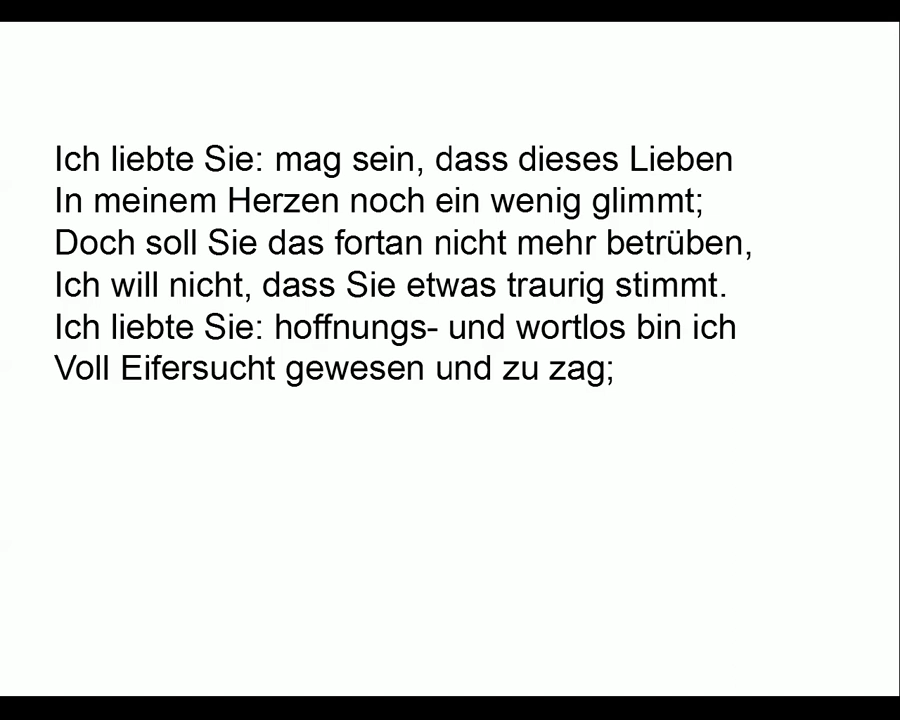 Ich liebte Sie: mag sein, dass dieses Lieben
In meinem Herzen noch ein wenig glimmt;
Doch soll Sie das fortan nicht mehr betrüben,
Ich will nicht, dass Sie etwas traurig stimmt.
Ich liebte Sie: hoffnungs- und wortlos bin ich
Voll Eifersucht gewesen und zu zag;